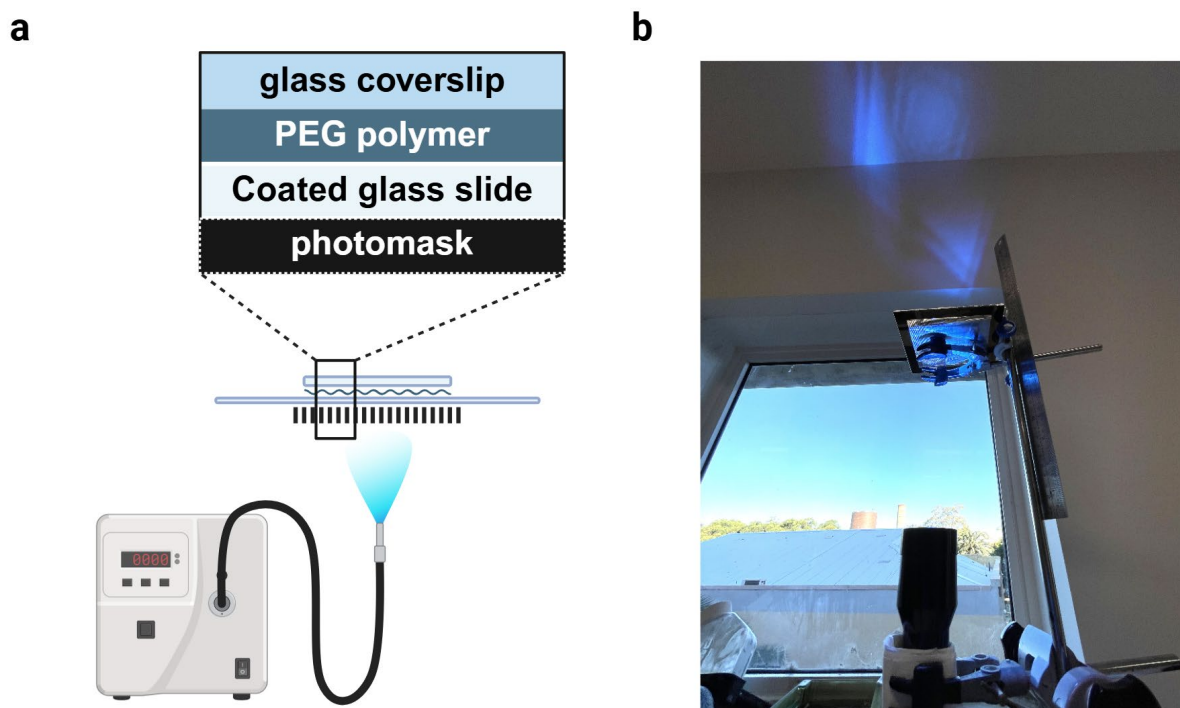 a
b
glass coverslip
PEG polymer
Coated glass slide
photomask
0000